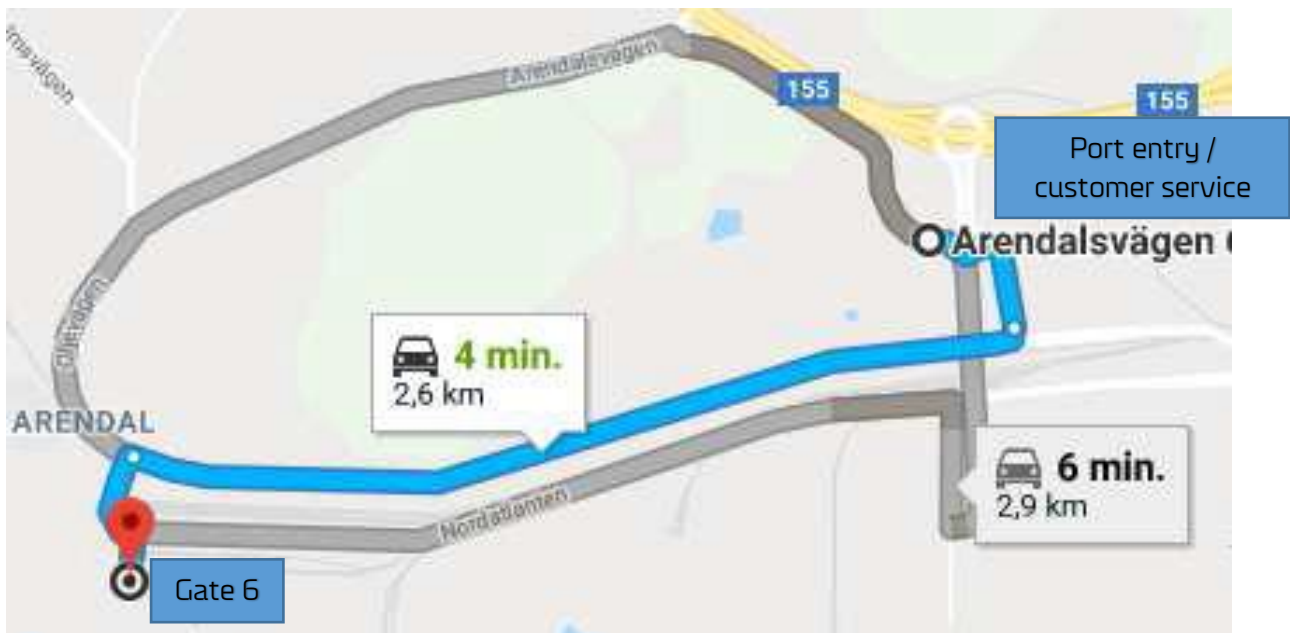 Arendalsvägen
155
155
Port entry /
customer service
Arendalsvägen
4 min.
2,6 km
ARENDAL
6 min.
2,9 km
Nordatlanten
Gate 6